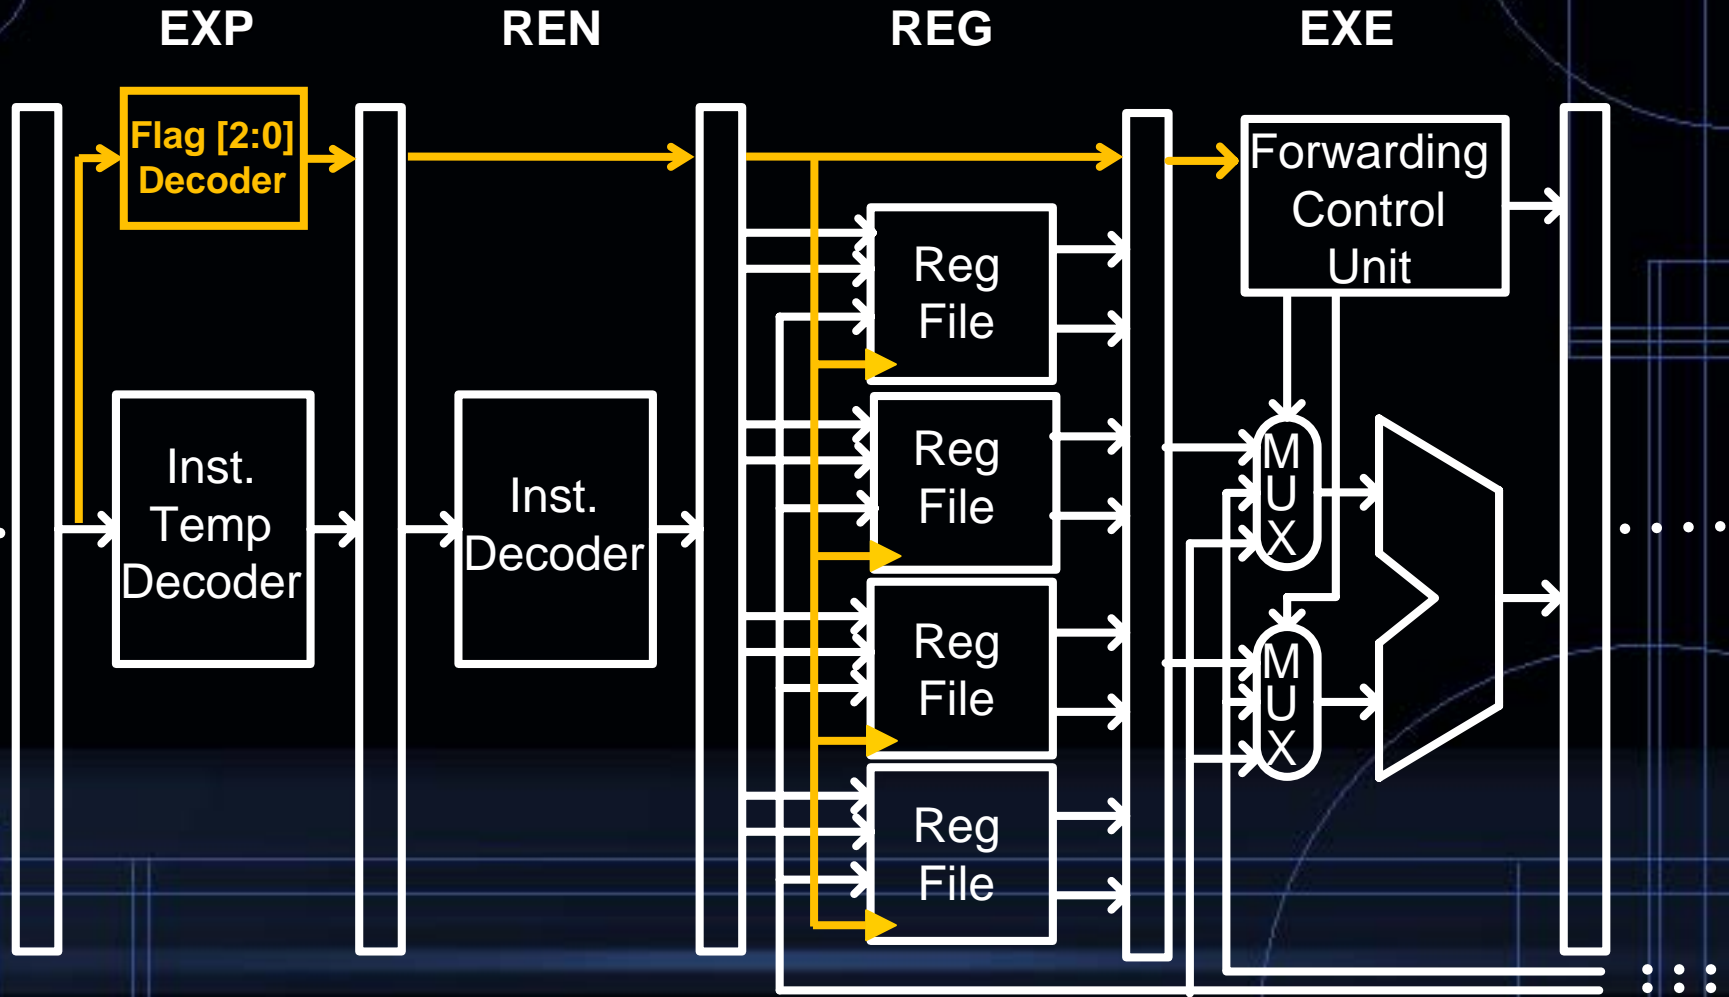 EXP
REN
REG
EXE
Flag [2:0]
Decoder
Inst.
Temp
Decoder
Inst.
Decoder
Reg
File
Reg
File
Reg
File
Reg
File
Forwarding
Control
Unit
M
U
X
M
U
X